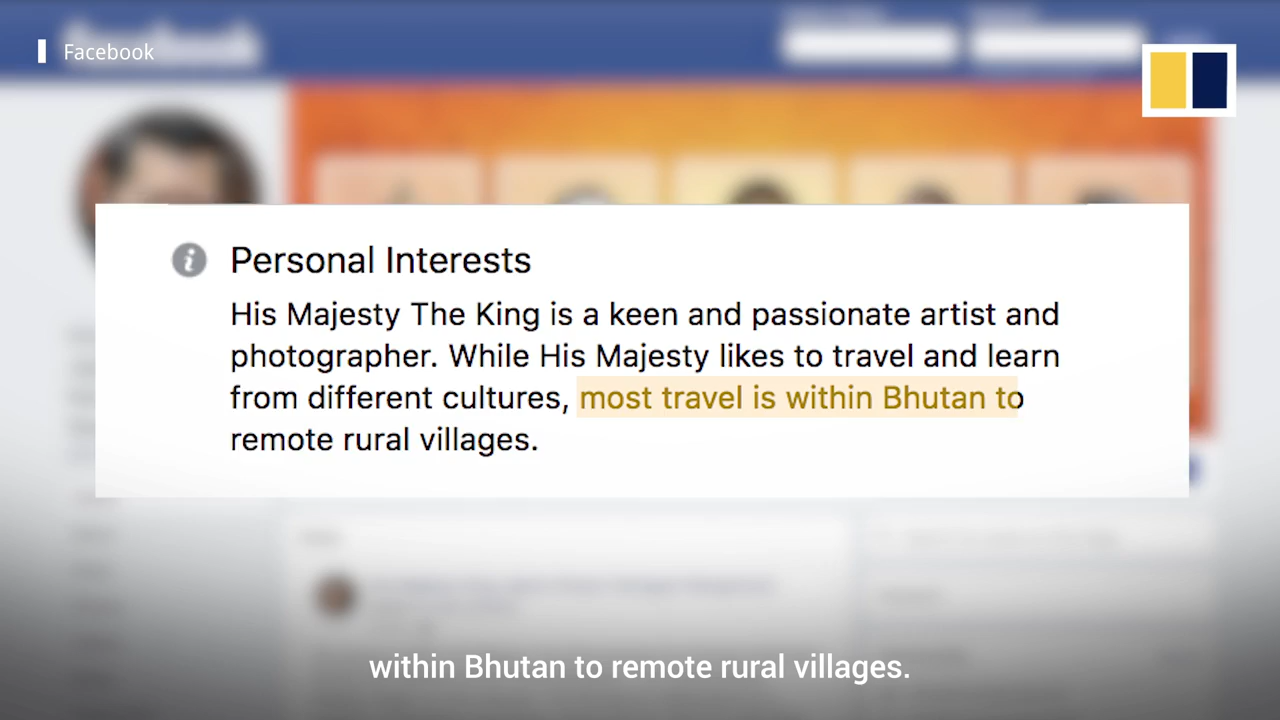 Facebook
Personal Interests
His Majesty The King is a keen and passionate artist and
photographer. While His Majesty likes to travel and learn
from different cultures, most travel is within Bhutan to
remote rural villages.
within Bhutan to remote rural villages.